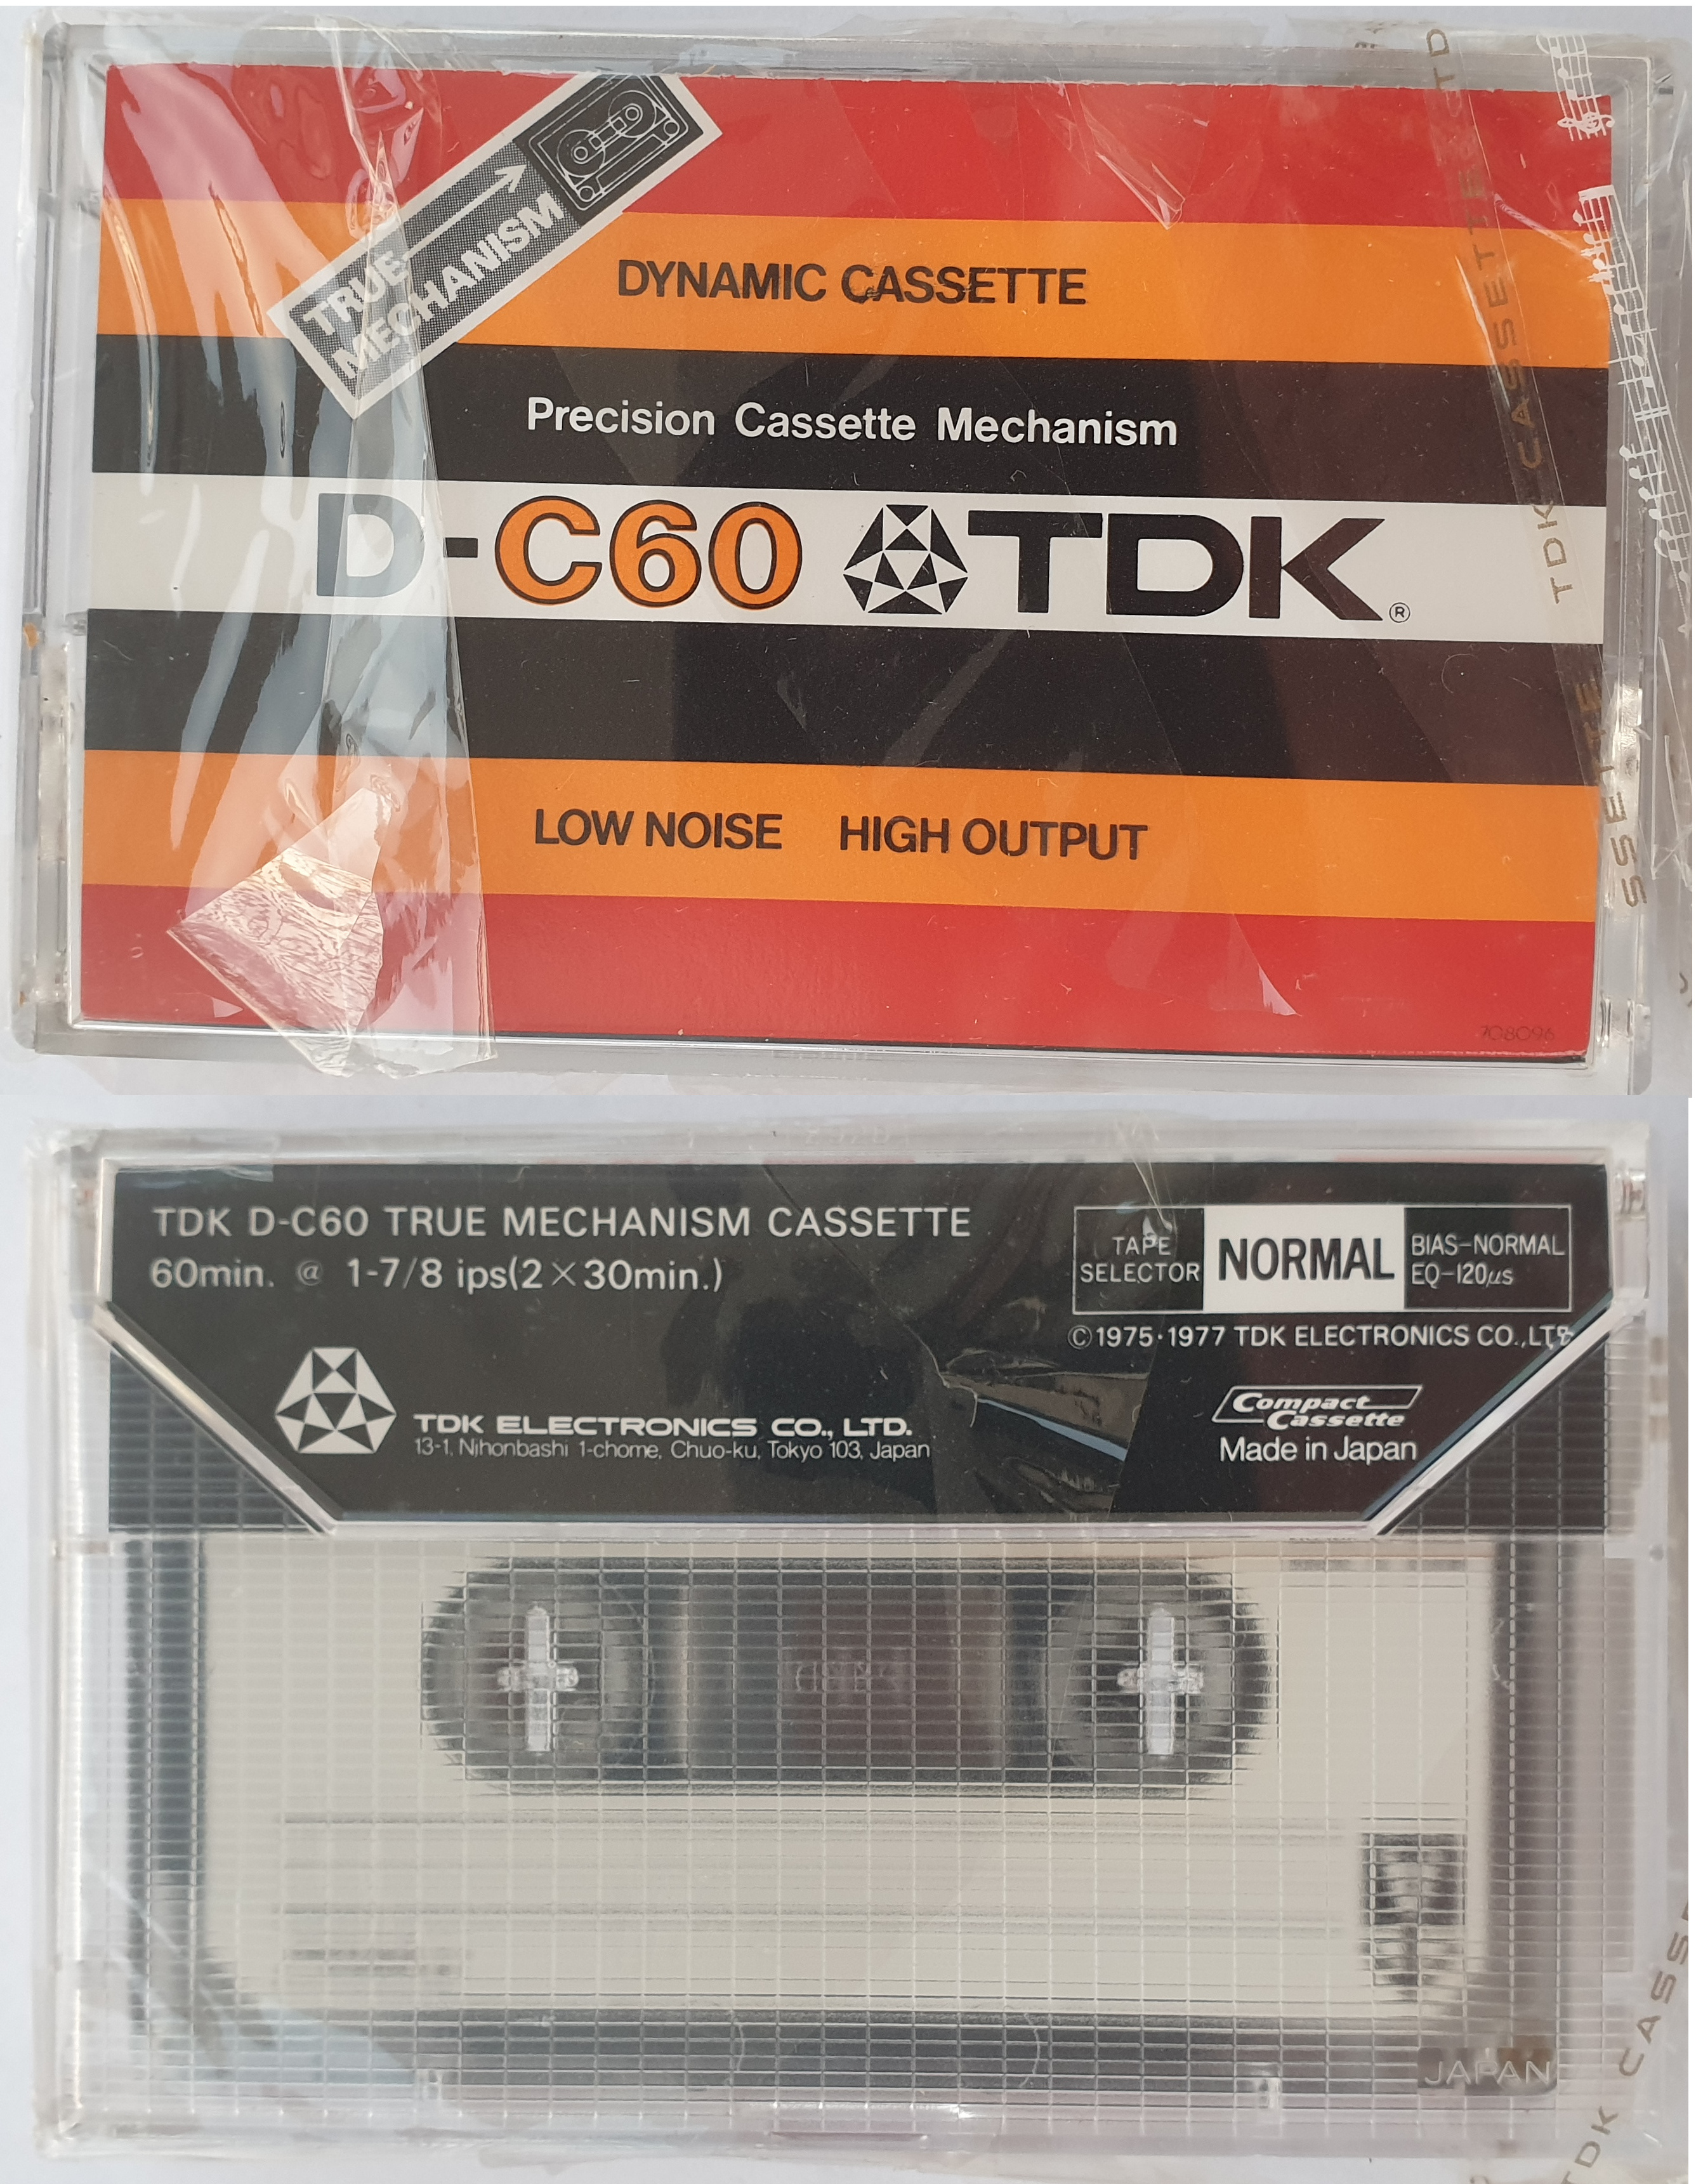 TRUE
MECHANISM
DYNAMIC CASSETTE
Precision Cassette Mechanism
D-C60 TDK®
LOW NOISE HIGH OUTPUT
708096
TDK CASSETTE
TDK D-C60 TRUE MECHANISM CASSETTE
60min. @ 1-7/8 ips(2×30min.)
TAPE
SELECTOR
NORMAL
BIAS-NORMAL
EQ-120μs
©1975·1977 TDK ELECTRONICS CO.,LTD
TDK ELECTRONICS CO., LTD.
13-1, Nihonbashi 1-chome, Chuo-ku, Tokyo 103, Japan
Compact
Cassette
Made in Japan
JAPAN
TDK CASSE